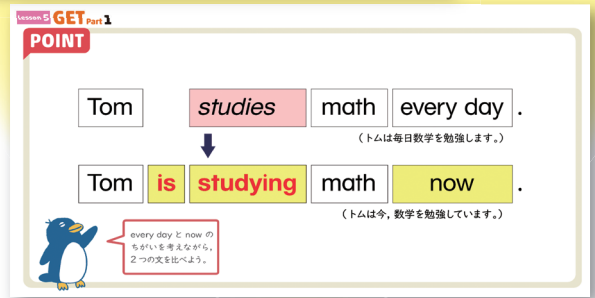 Lesson 5 GET Part 1
POINT
Tom studies math every day .
(トムは毎日数学を勉強します。)
Tom is studying math now .
(トムは今，数学を勉強しています。)
every day と now の
ちがいを考えながら，
2つの文を比べよう。